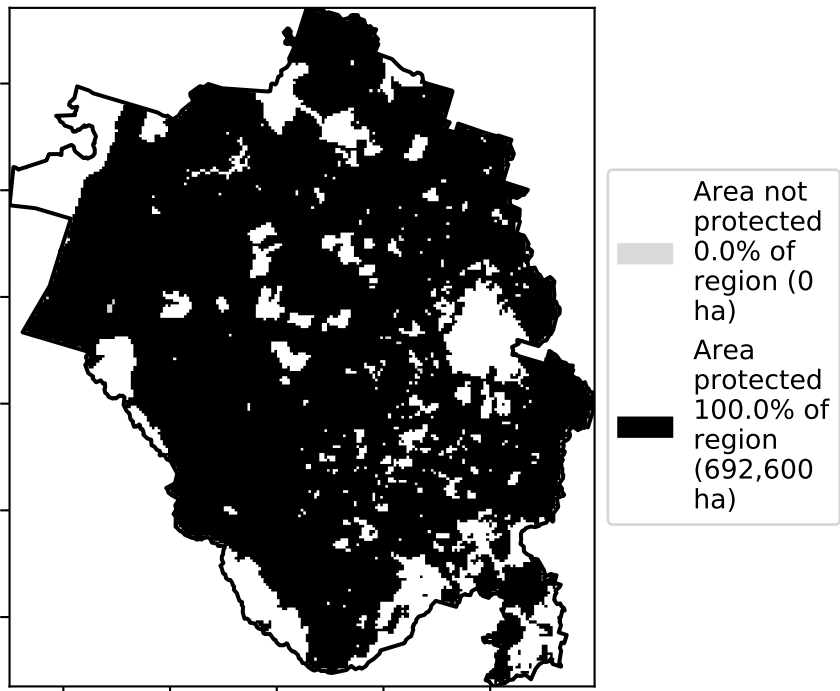 Area not
protected
0.0% of
region (0
ha)
Area
protected
100.0% of
region
(692,600
ha)